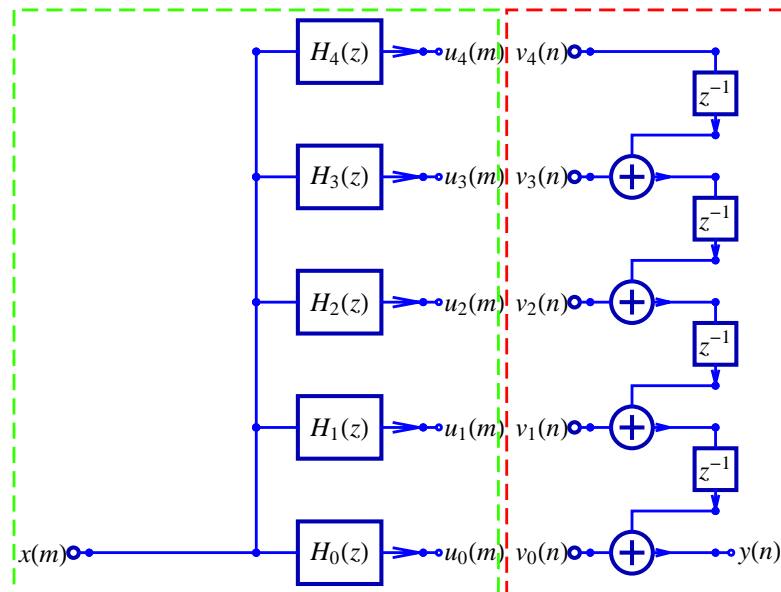 H₄(z) u₄(m) v₄(n)
z⁻¹
H₃(z) u₃(m) v₃(n) +
z⁻¹
H₂(z) u₂(m) v₂(n) +
z⁻¹
H₁(z) u₁(m) v₁(n) +
z⁻¹
x(m) H₀(z) u₀(m) v₀(n) + y(n)